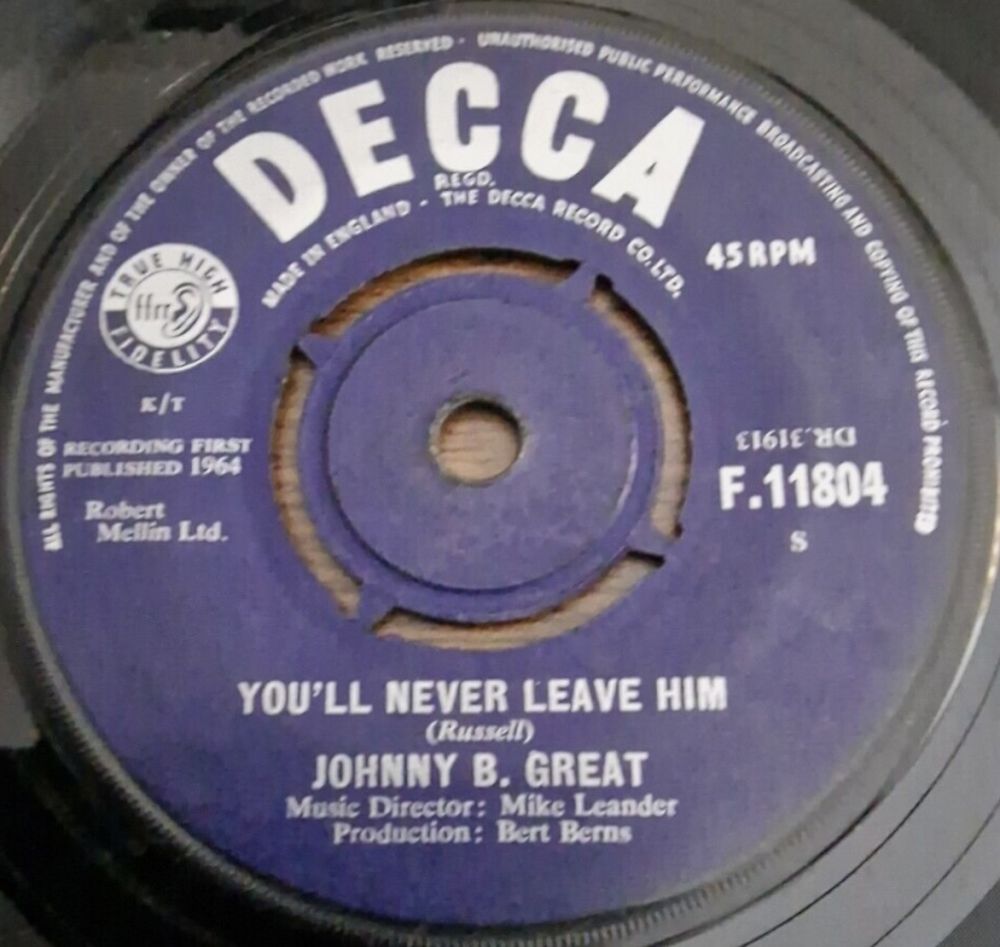 ALL RIGHTS OF THE MANUFACTURER AND OF THE OWNER OF THE RECORDED WORK RESERVED · UNAUTHORISED PUBLIC PERFORMANCE BROADCASTING AND COPYING OF THIS RECORD PROHIBITED
DECCA
REGD.
MADE IN ENGLAND · THE DECCA RECORD CO. LTD.
45 RPM
TRUE HIGH
ffrr
FIDELITY
K/T
RECORDING FIRST
PUBLISHED 1964
Robert
Mellin Ltd.
DR.31913
F.11804
S
YOU'LL NEVER LEAVE HIM
(Russell)
JOHNNY B. GREAT
Music Director: Mike Leander
Production: Bert Berns